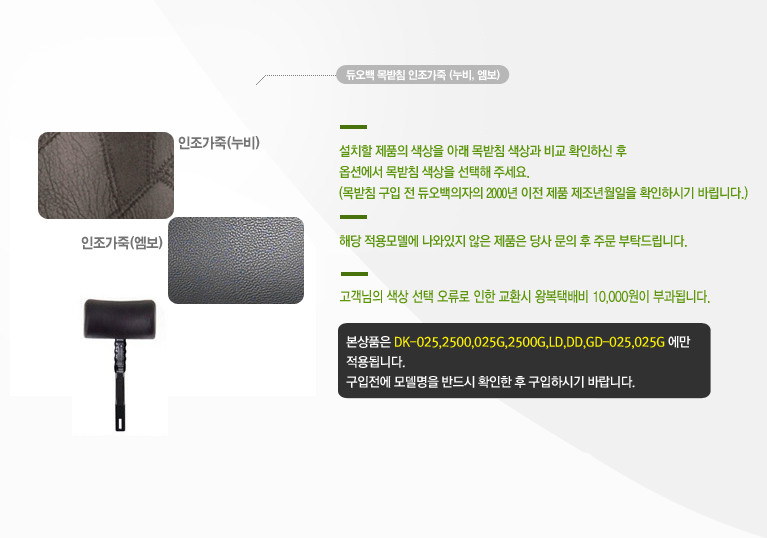 듀오백 목받침 인조가죽 (누비, 엠보)
인조가죽(누비)
인조가죽(엠보)
설치할 제품의 색상을 아래 목받침 색상과 비교 확인하신 후
옵션에서 목받침 색상을 선택해 주세요.
(목받침 구입 전 듀오백의자의 2000년 이전 제품 제조년월일을 확인하시기 바랍니다.)
해당 적용모델에 나와있지 않은 제품은 당사 문의 후 주문 부탁드립니다.
고객님의 색상 선택 오류로 인한 교환시 왕복택배비 10,000원이 부과됩니다.
본상품은 DK-025,2500,025G,2500G,LD,DD,GD-025,025G 에만
적용됩니다.
구입전에 모델명을 반드시 확인한 후 구입하시기 바랍니다.